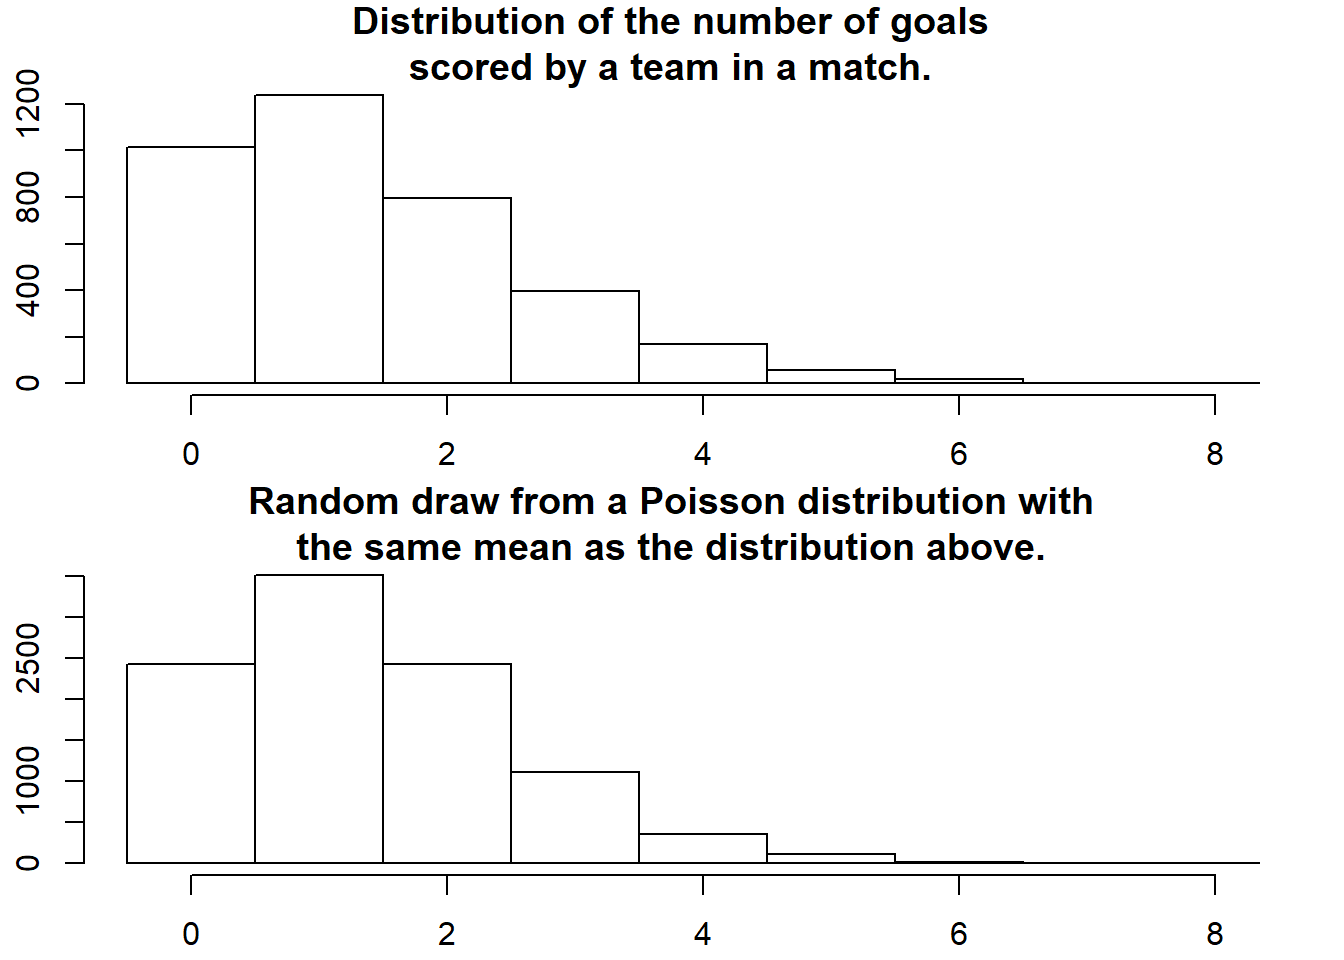 Distribution of the number of goals
scored by a team in a match.
1200
800
400
0
0 2 4 6 8
Random draw from a Poisson distribution with
the same mean as the distribution above.
2500
1000
0
0 2 4 6 8